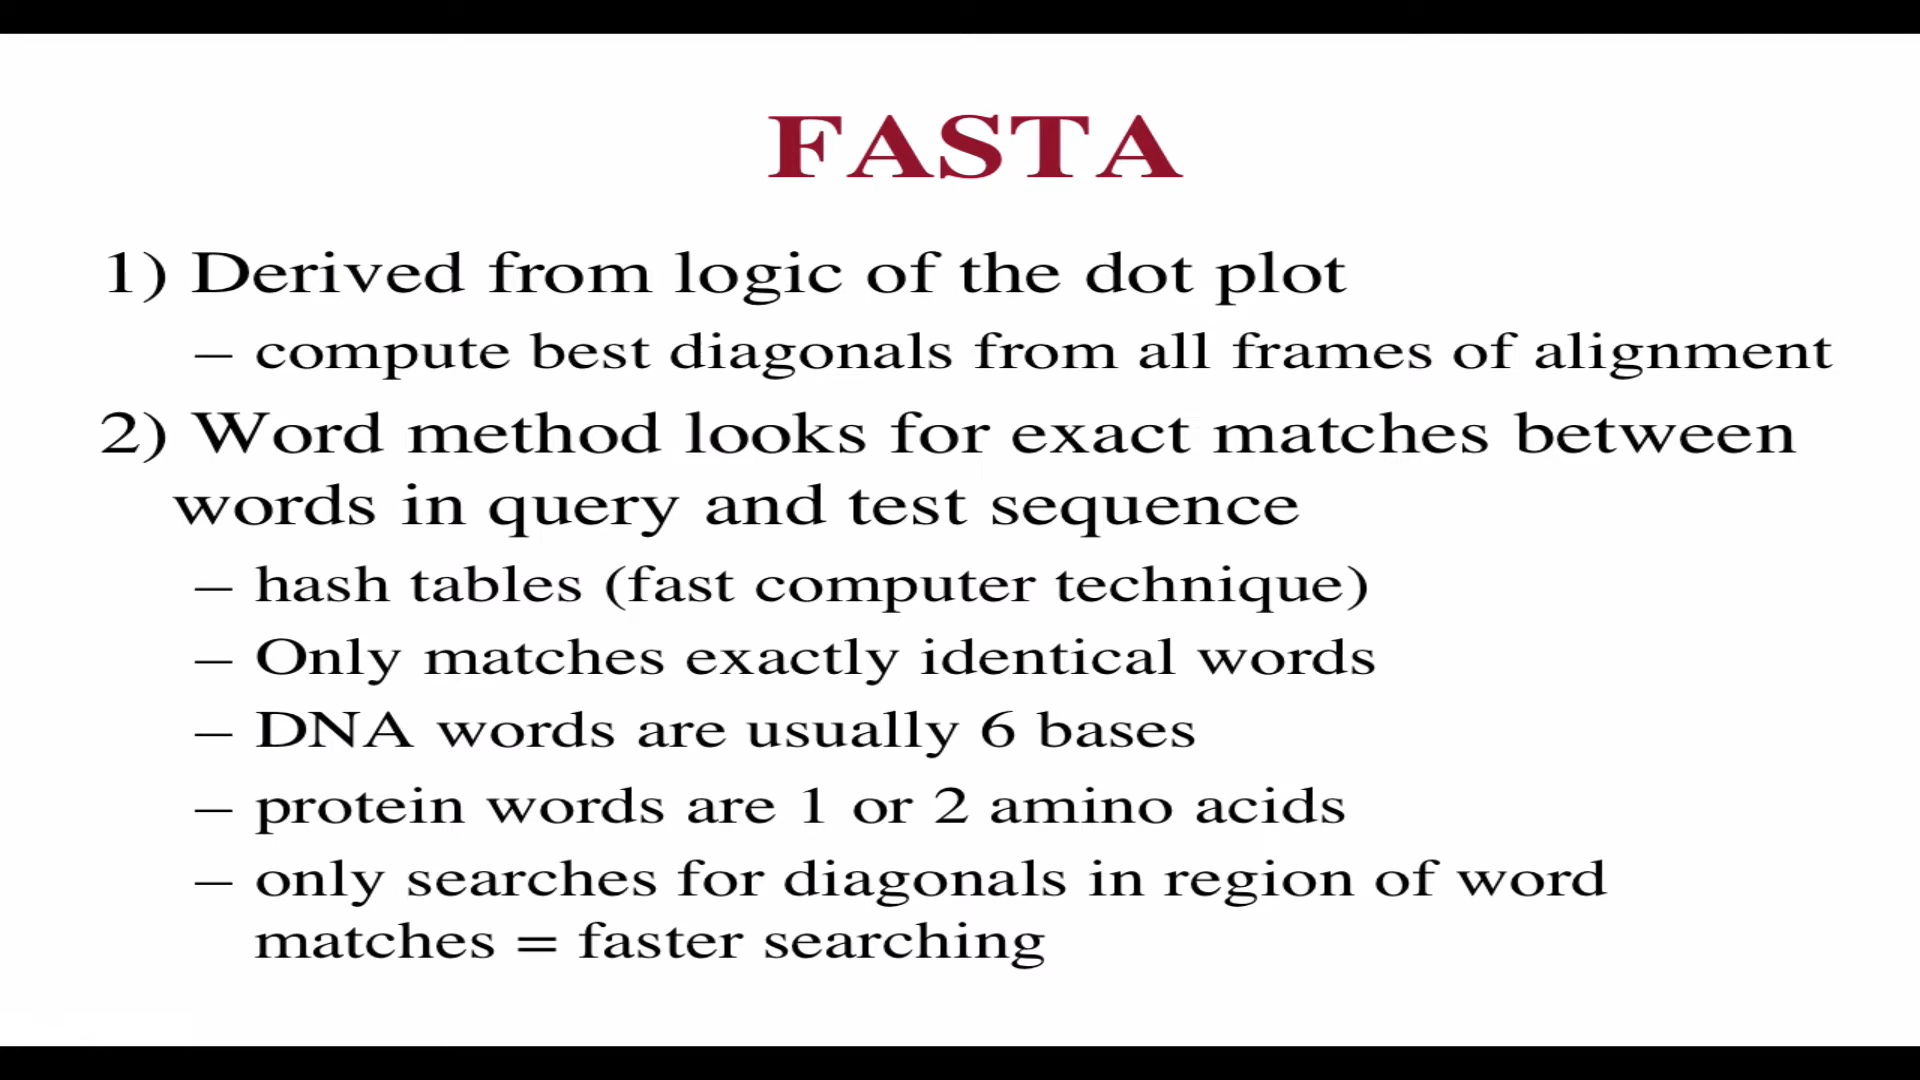 FASTA
1) Derived from logic of the dot plot
– compute best diagonals from all frames of alignment
2) Word method looks for exact matches between
words in query and test sequence
– hash tables (fast computer technique)
– Only matches exactly identical words
– DNA words are usually 6 bases
– protein words are 1 or 2 amino acids
– only searches for diagonals in region of word
matches = faster searching